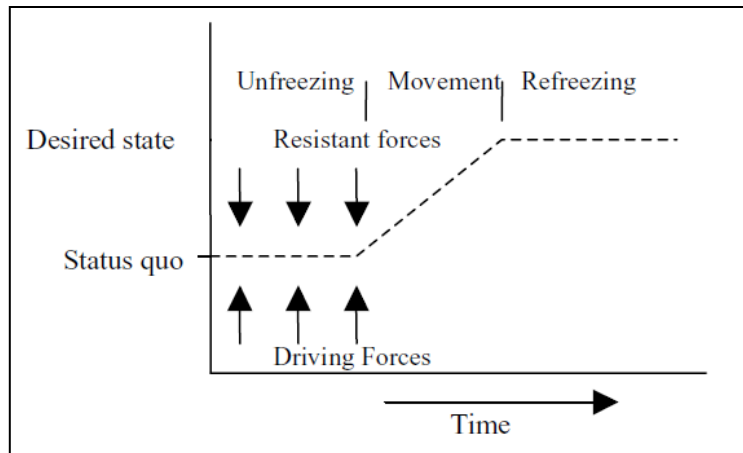 Unfreezing Movement Refreezing
Desired state Resistant forces
Status quo
Driving Forces
Time